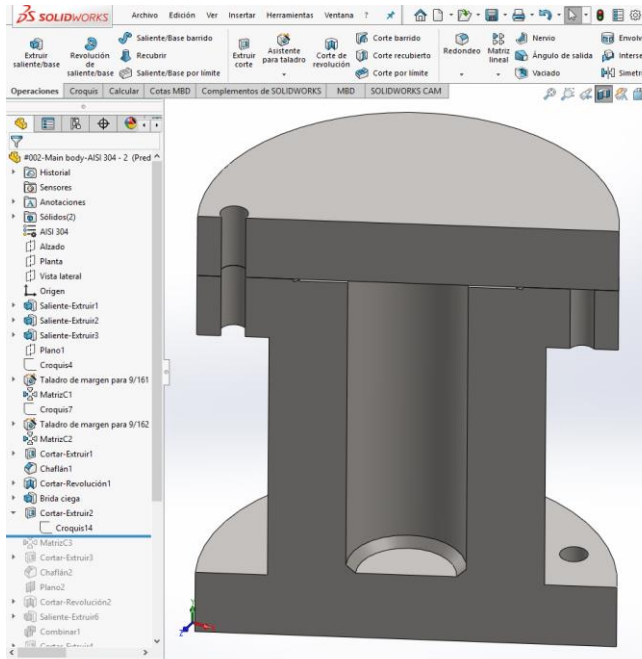 SOLIDWORKS Archivo Edición Ver Insertar Herramientas Ventana ?
Extruir saliente/base
Revolución de saliente/base
Saliente/Base barrido
Recubrir
Saliente/Base por límite
Extruir corte
Asistente para taladro
Corte de revolución
Corte barrido
Corte recubierto
Corte por límite
Redondeo
Matriz lineal
Nervio
Ángulo de salida
Vaciado
Envolv
Interse
Simetr
Operaciones Croquis Calcular Cotas MBD Complementos de SOLIDWORKS MBD SOLIDWORKS CAM
#002-Main body-AISI 304 - 2 (Pred
Historial
Sensores
Anotaciones
Sólidos(2)
AISI 304
Alzado
Planta
Vista lateral
Origen
Saliente-Extruir1
Saliente-Extruir2
Saliente-Extruir3
Plano1
Croquis4
Taladro de margen para 9/161
MatrizC1
Croquis7
Taladro de margen para 9/162
MatrizC2
Cortar-Extruir1
Chaflán1
Cortar-Revolución1
Brida ciega
Cortar-Extruir2
Croquis14
MatrizC3
Cortar-Extruir3
Chaflán2
Plano2
Cortar-Revolución2
Saliente-Extruir6
Combinar1